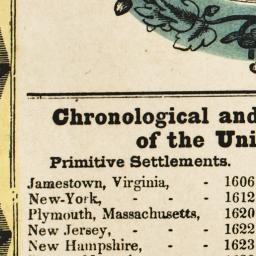 Chronological and
of the Uni
Primitive Settlements.
Jamestown, Virginia, - 1606
New-York, - - - 1612
Plymouth, Massachusetts, 1620
New Jersey, - - - 1622
New Hampshire, - - 1623